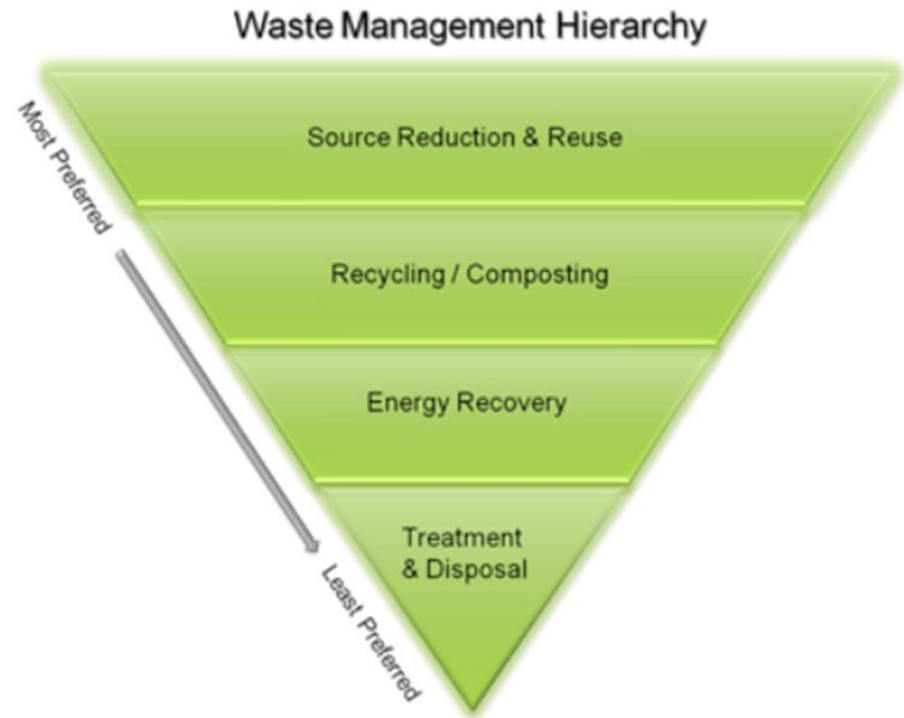 Waste Management Hierarchy
Most Preferred
Source Reduction & Reuse
Recycling / Composting
Energy Recovery
Treatment
& Disposal
Least Preferred